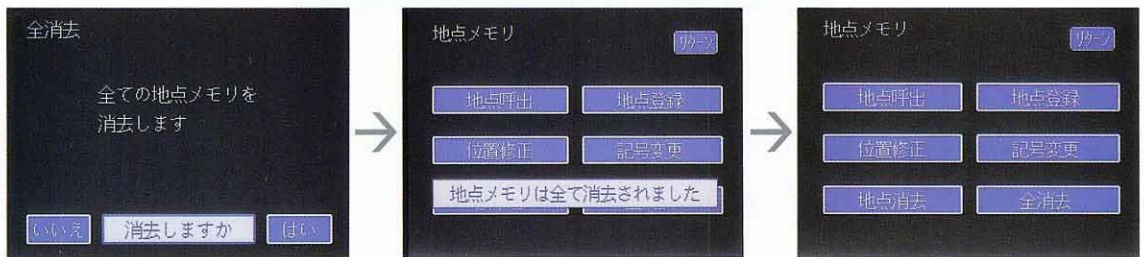 全消去
全ての地点メモリを
消去します
いいえ
消去しますか
はい
地点メモリ
リターン
地点呼出
地点登録
位置修正
記号変更
地点メモリは全て消去されました
地点メモリ
リターン
地点呼出
地点登録
位置修正
記号変更
地点消去
全消去